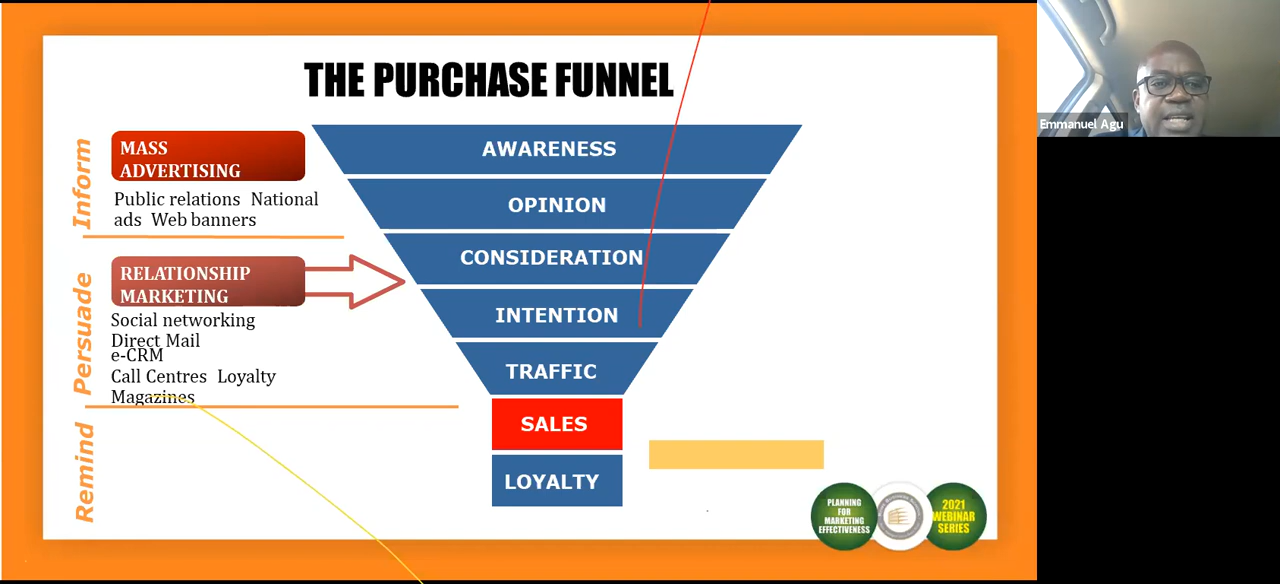 THE PURCHASE FUNNEL
Inform
MASS
ADVERTISING
Public relations National
ads Web banners
Persuade
RELATIONSHIP
MARKETING
Social networking
Direct Mail
e-CRM
Call Centres Loyalty
Magazines
Remind
AWARENESS
OPINION
CONSIDERATION
INTENTION
TRAFFIC
SALES
LOYALTY
PLANNING
FOR
MARKETING
EFFECTIVENESS
2021
WEBINAR
SERIES
Emmanuel Agu